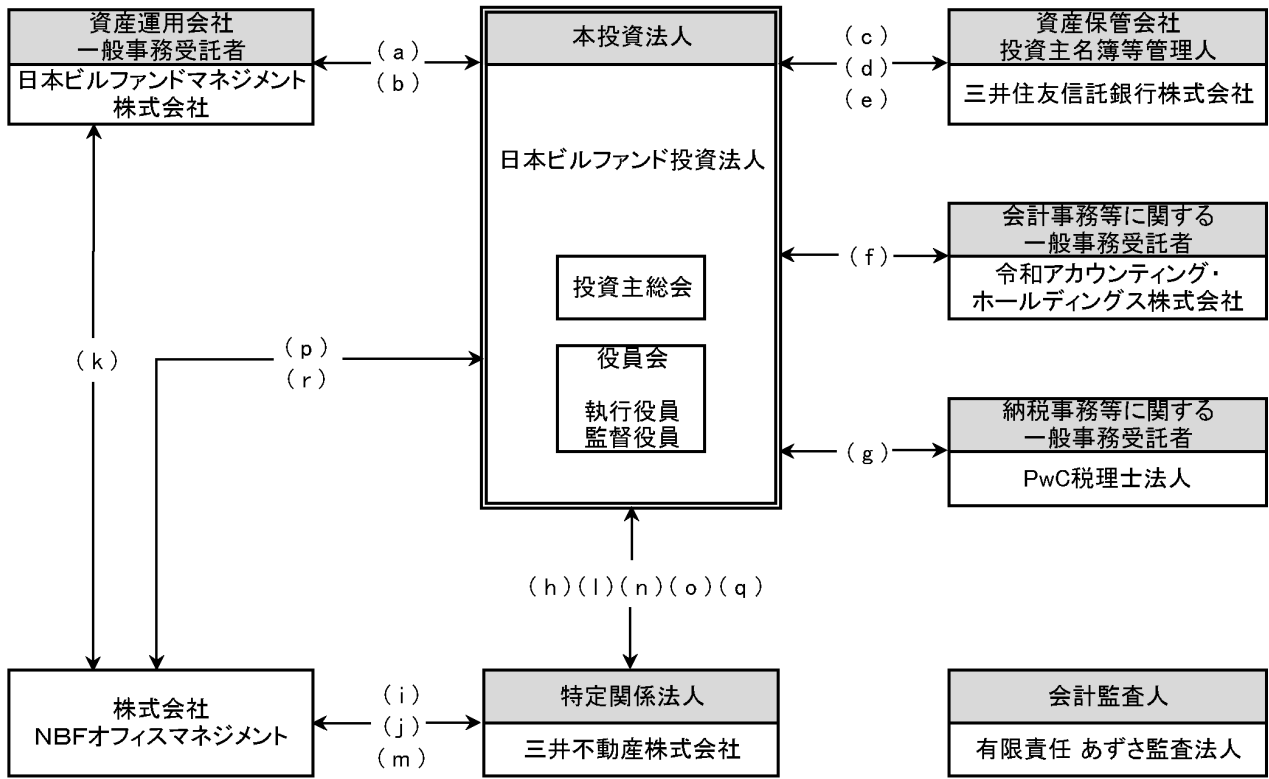 資産運用会社
一般事務受託者
日本ビルファンドマネジメント
株式会社
(a)
(b)
本投資法人
日本ビルファンド投資法人
投資主総会
役員会
執行役員
監督役員
(c)
(d)
(e)
資産保管会社
投資主名簿等管理人
三井住友信託銀行株式会社
(f)
会計事務等に関する
一般事務受託者
令和アカウンティング・
ホールディングス株式会社
(k)
(p)
(r)
(g)
納税事務等に関する
一般事務受託者
PwC税理士法人
(h)(l)(n)(o)(q)
株式会社
NBFオフィスマネジメント
(i)
(j)
(m)
特定関係法人
三井不動産株式会社
会計監査人
有限責任 あずさ監査法人